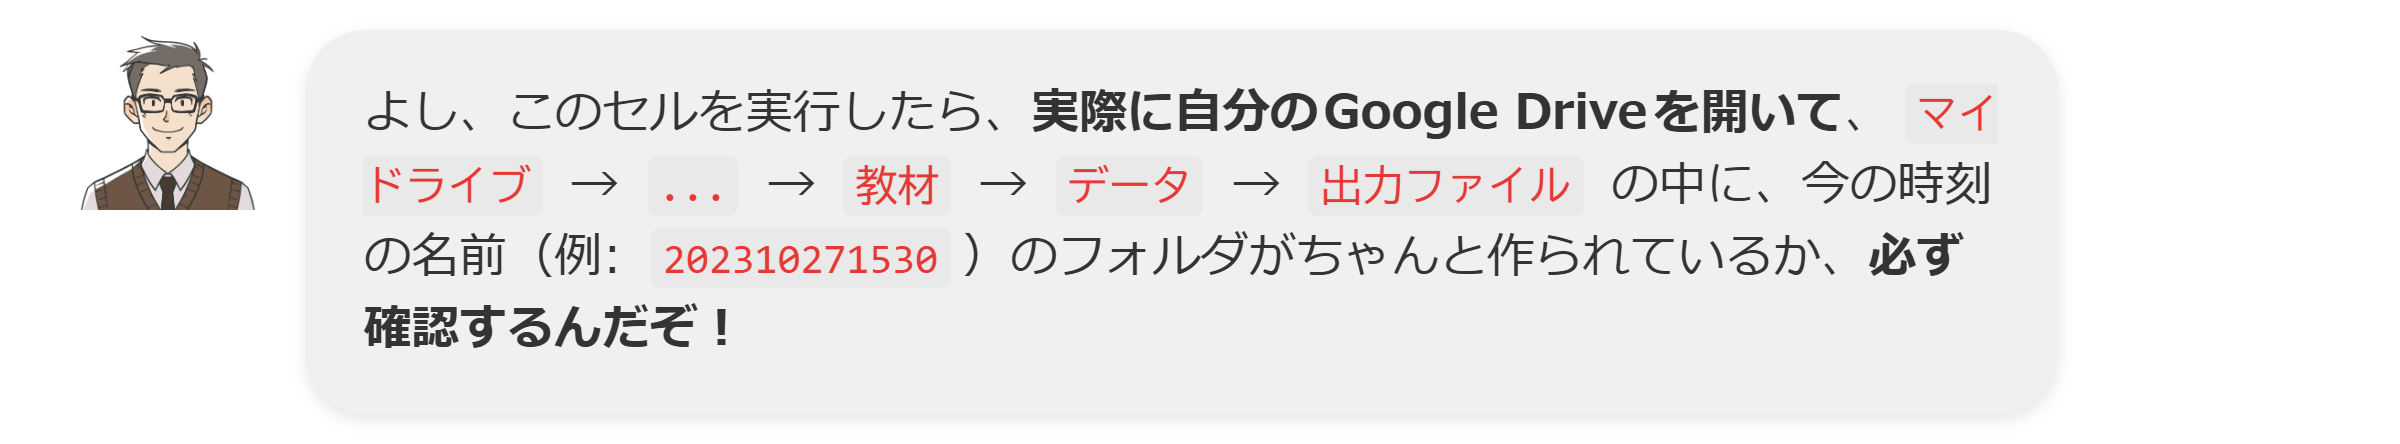 よし、このセルを実行したら、実際に自分のGoogle Driveを開いて、 マイ
ドライブ → ... → 教材 → データ → 出力ファイル の中に、今の時刻
の名前（例: 202310271530 ）のフォルダがちゃんと作られているか、必ず
確認するんだぞ！